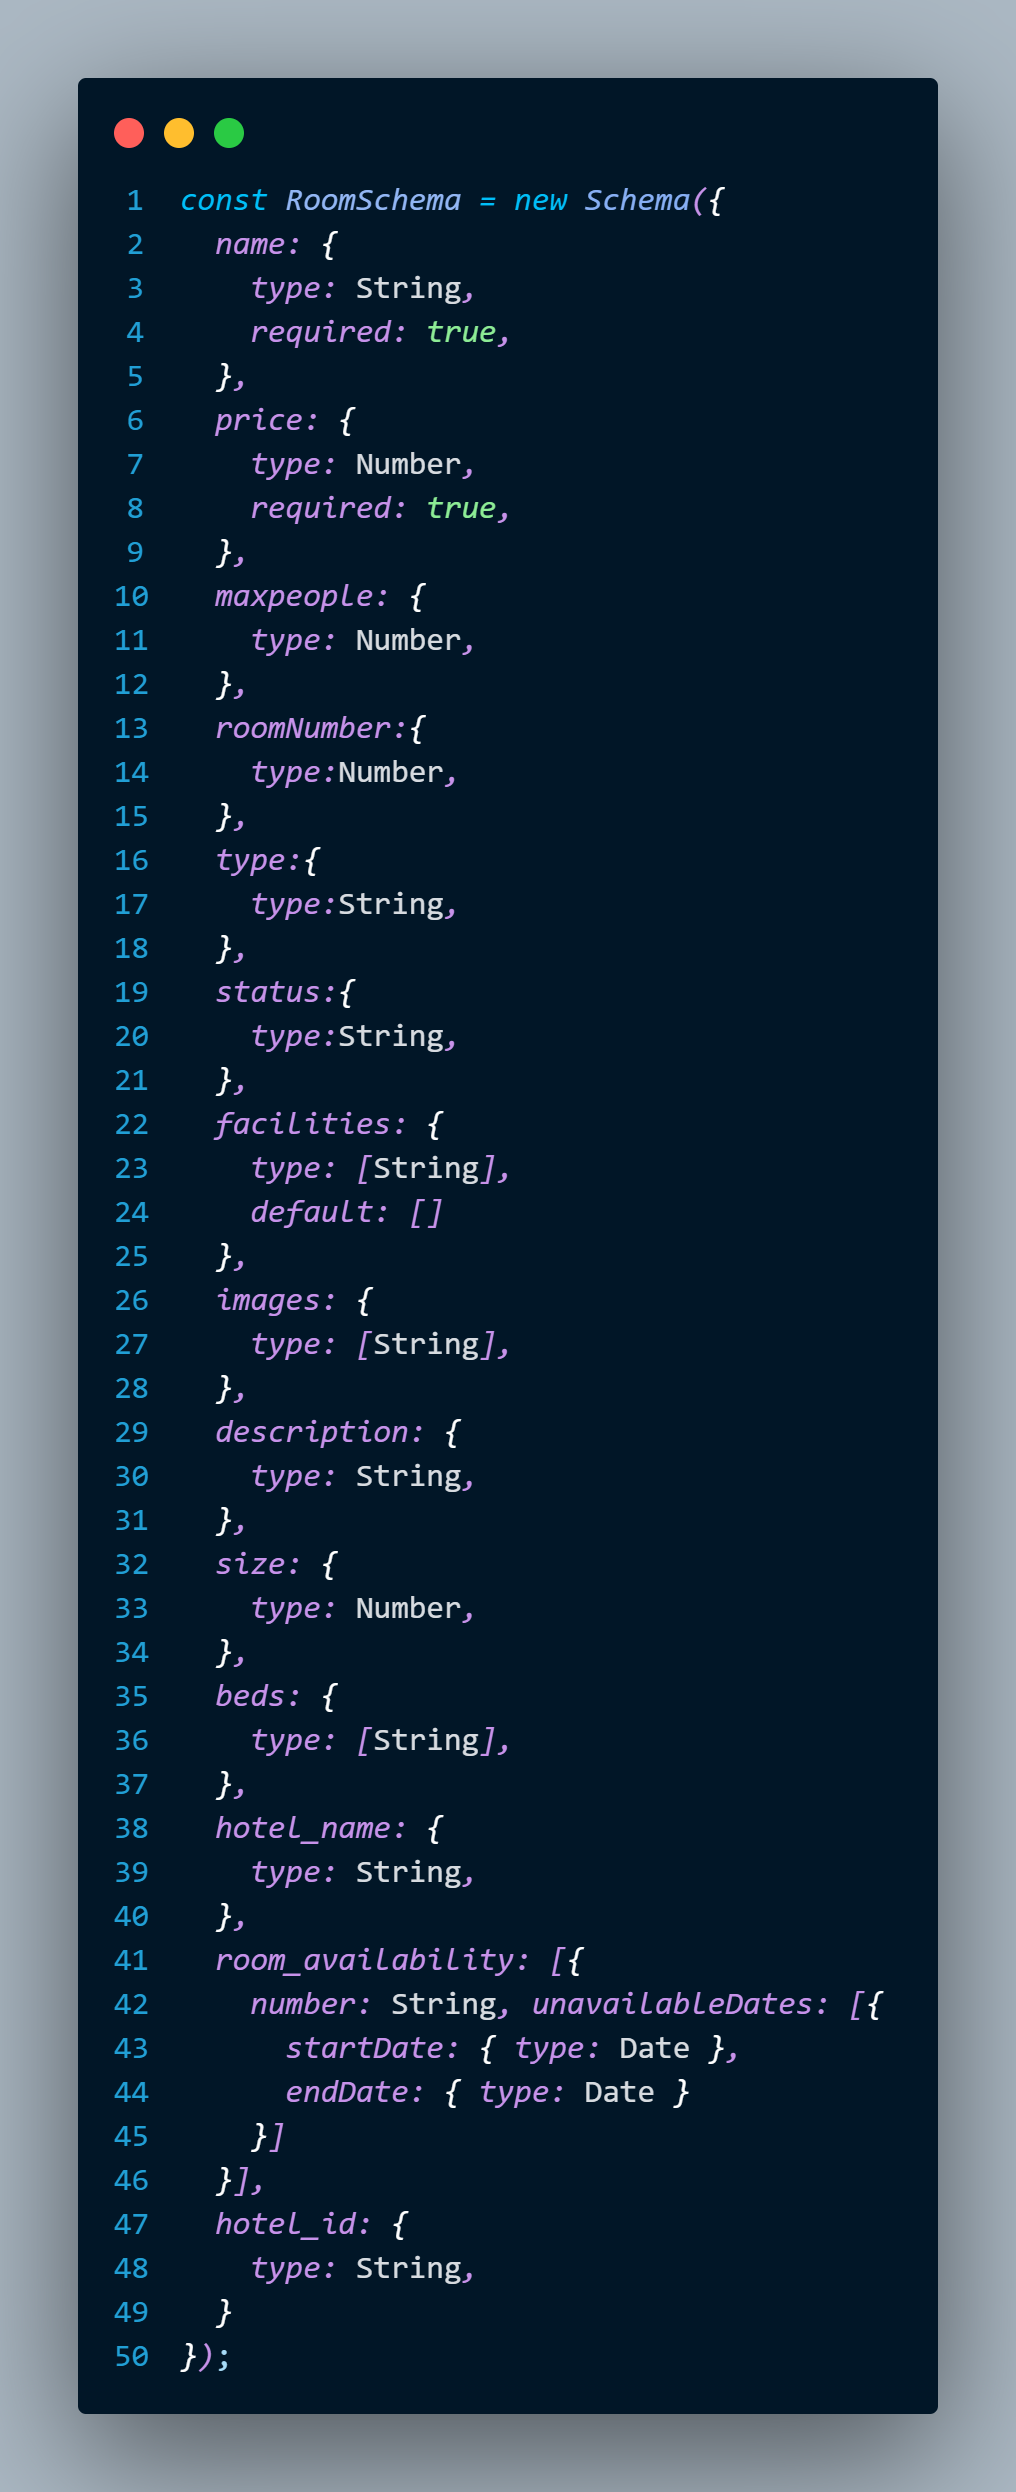 1 const RoomSchema = new Schema({
2   name: {
3     type: String,
4     required: true,
5   },
6   price: {
7     type: Number,
8     required: true,
9   },
10   maxpeople: {
11     type: Number,
12   },
13   roomNumber:{
14     type:Number,
15   },
16   type:{
17     type:String,
18   },
19   status:{
20     type:String,
21   },
22   facilities: {
23     type: [String],
24     default: []
25   },
26   images: {
27     type: [String],
28   },
29   description: {
30     type: String,
31   },
32   size: {
33     type: Number,
34   },
35   beds: {
36     type: [String],
37   },
38   hotel_name: {
39     type: String,
40   },
41   room_availability: [{
42     number: String, unavailableDates: [{
43       startDate: { type: Date },
44       endDate: { type: Date }
45     }]
46   }],
47   hotel_id: {
48     type: String,
49   }
50 });